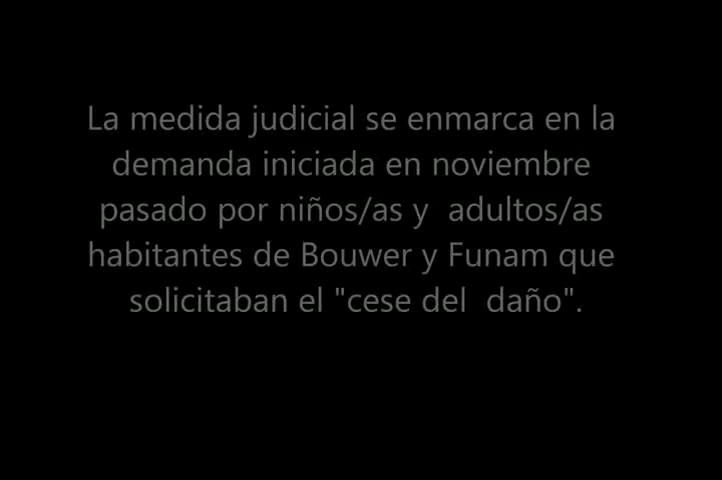 La medida judicial se enmarca en la
demanda iniciada en noviembre
pasado por niños/as y  adultos/as
habitantes de Bouwer y Funam que
solicitaban el "cese del  daño".